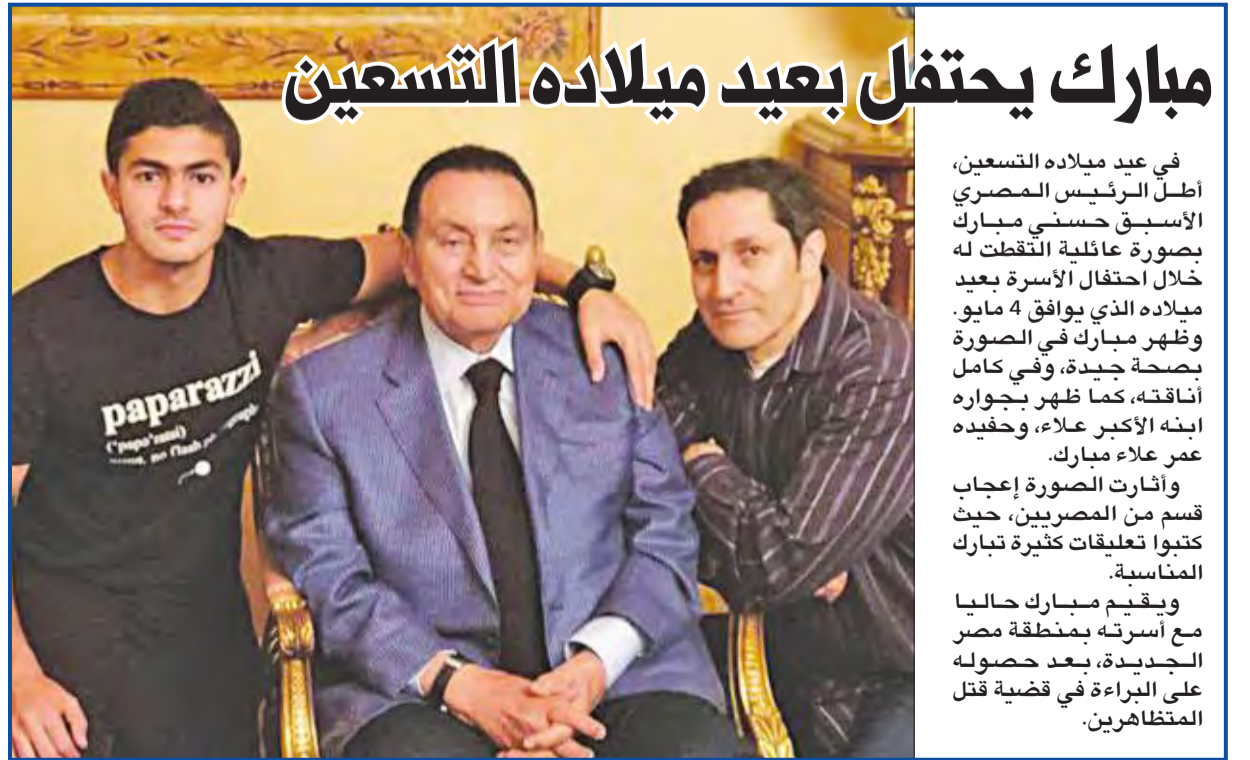 مبارك يحتفل بعيد ميلاده التسعين
في عيد ميلاده التسعين،
أطل الرئيس المصري
الأسبق حسني مبارك
بصورة عائلية التقطت له
خلال احتفال الأسرة بعيد
ميلاده الذي يوافق 4 مايو.
وظهر مبارك في الصورة
بصحة جيدة، وفي كامل
أناقته، كما ظهر بجواره
ابنه الأكبر علاء، وحفيده
عمر علاء مبارك.
وأثارت الصورة إعجاب
قسم من المصريين، حيث
كتبوا تعليقات كثيرة تبارك
المناسبة.
ويقيم مبارك حاليا
مع أسرته بمنطقة مصر
الجديدة، بعد حصوله
على البراءة في قضية قتل
المتظاهرين.
paparazzi